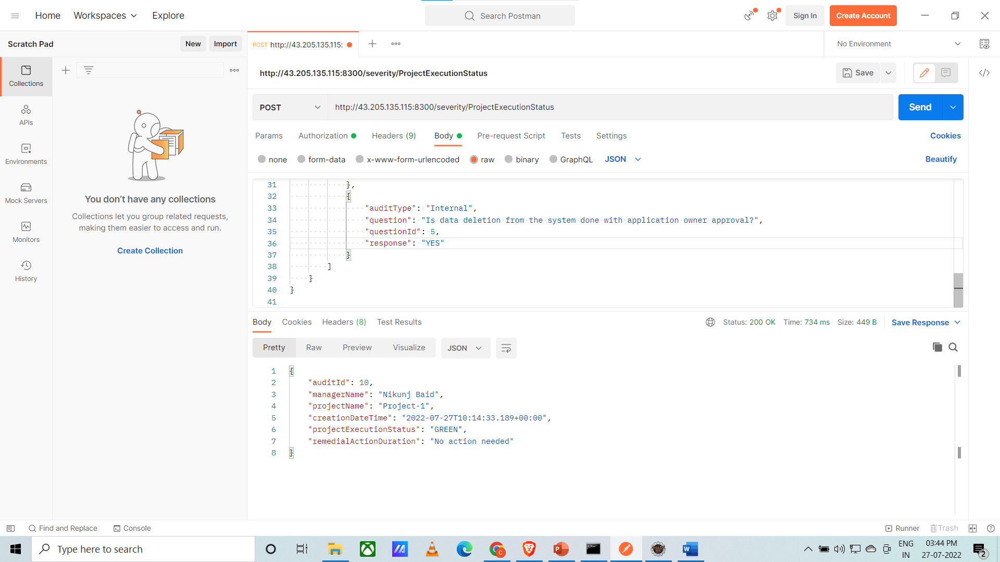 Home Workspaces Explore Search Postman Sign In Create Account
Scratch Pad New Import POST http://43.205.135.115: No Environment
http://43.205.135.115:8300/severity/ProjectExecutionStatus Save
Collections
APIs
Environments
Mock Servers
Monitors
History
You don't have any collections
Collections let you group related requests,
making them easier to access and run.
Create Collection
POST http://43.205.135.115:8300/severity/ProjectExecutionStatus Send
Params Authorization Headers (9) Body Pre-request Script Tests Settings Cookies
none form-data x-www-form-urlencoded raw binary GraphQL JSON Beautify
31 },
32 {
33 "auditType": "Internal",
34 "question": "Is data deletion from the system done with application owner approval?",
35 "questionId": 5,
36 "response": "YES"
37 }
38 ]
39 }
40 }
41
Body Cookies Headers (8) Test Results Status: 200 OK Time: 734 ms Size: 449 B Save Response
Pretty Raw Preview Visualize JSON
1 {
2 "auditId": 10,
3 "managerName": "Nikunj Baid",
4 "projectName": "Project-1",
5 "creationDateTime": "2022-07-27T10:14:33.189+00:00",
6 "projectExecutionStatus": "GREEN",
7 "remedialActionDuration": "No action needed"
8 }
Find and Replace Console Runner Trash
Type here to search
ENG
IN
03:44 PM
27-07-2022
2